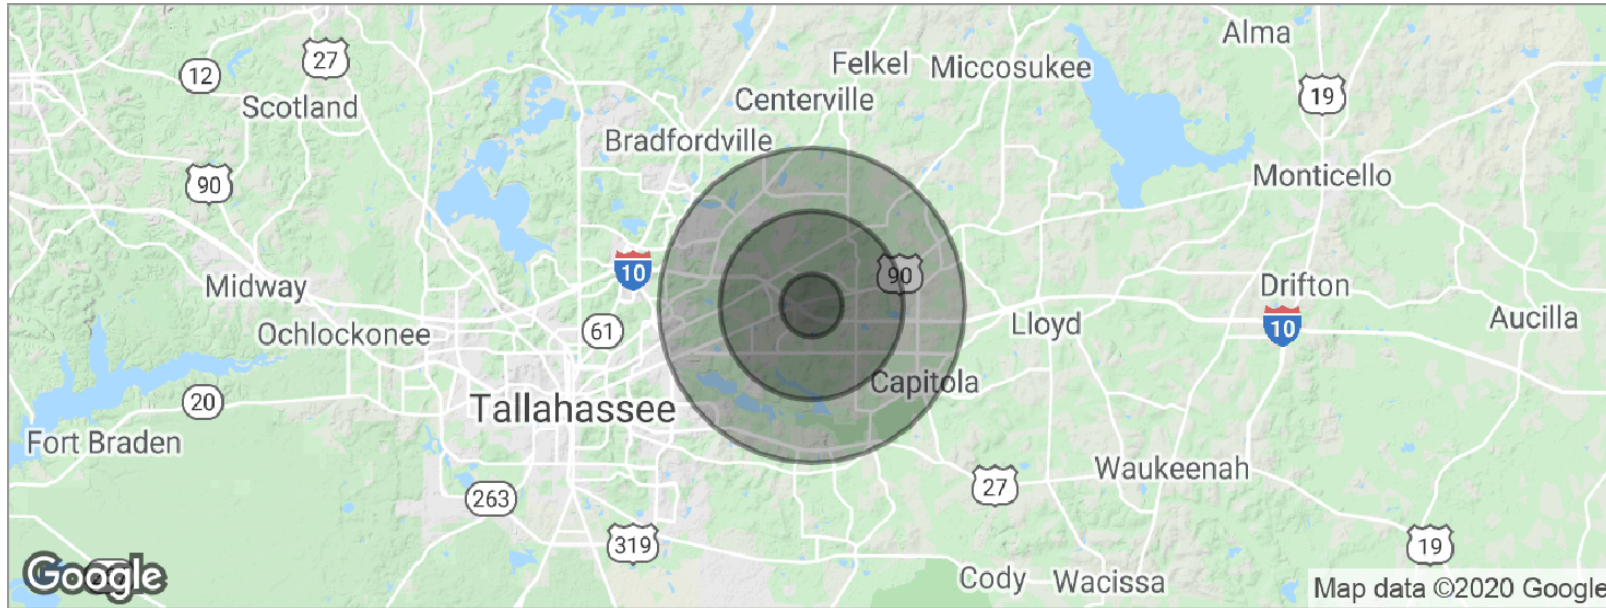 Alma
27
Felkel
Miccosukee
12
19
Centerville
Scotland
Bradfordville
90
Monticello
10
90
Midway
Drifton
Aucilla
Lloyd
10
61
Ochlockonee
Capitola
20
Tallahassee
Fort Braden
Waukeenah
27
263
319
19
Google
Cody
Wacissa
Map data ©2020 Google